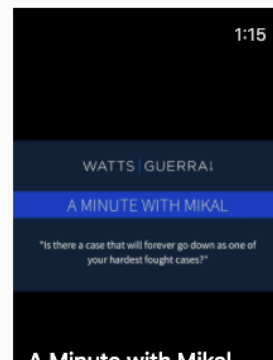 1:15
WATTS GUERRA
A MINUTE WITH MIKAL
"Is there a case that will forever go down as one of
your hardest fought cases?"
A Minute with Mikal